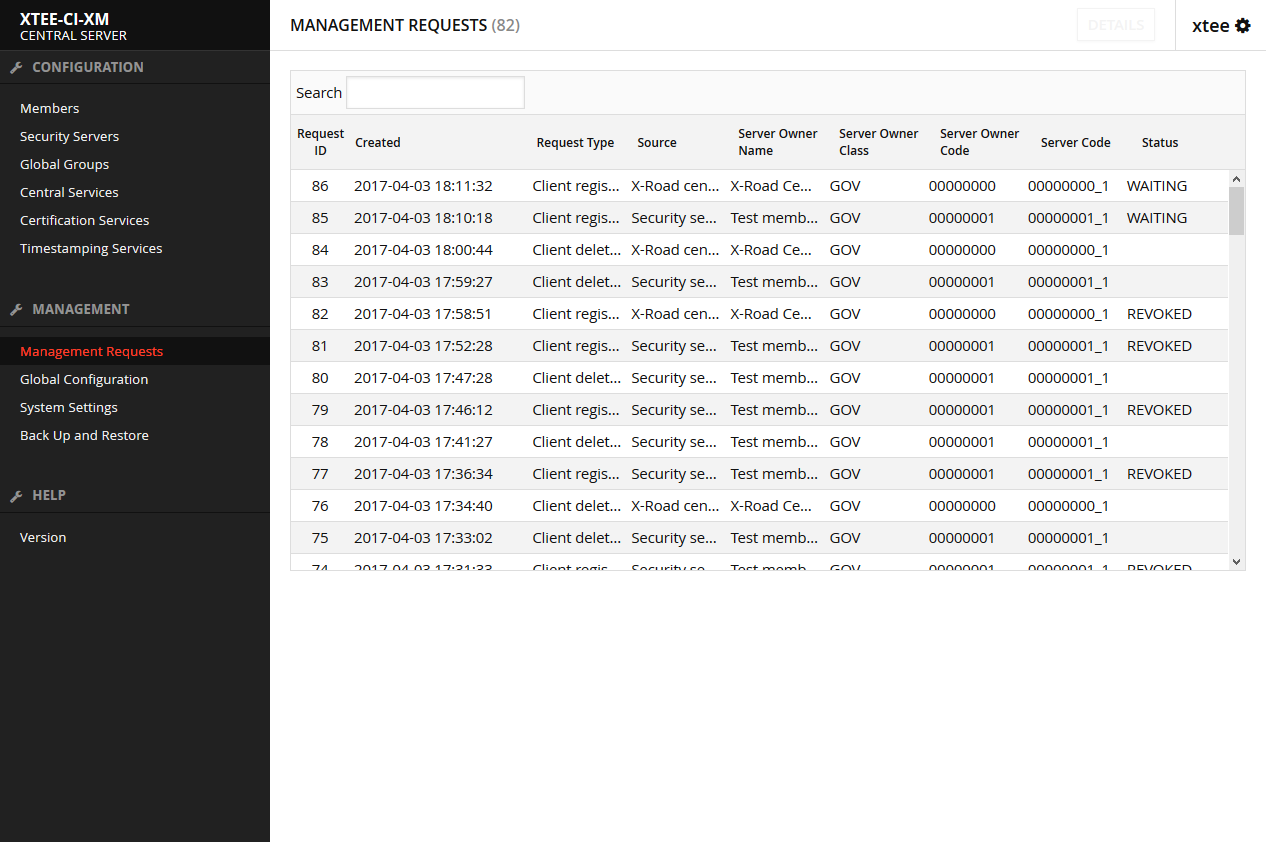 XTEE-CI-XM
CENTRAL SERVER
CONFIGURATION
Members
Security Servers
Global Groups
Central Services
Certification Services
Timestamping Services
MANAGEMENT
Management Requests
Global Configuration
System Settings
Back Up and Restore
HELP
Version
MANAGEMENT REQUESTS (82)
DETAILS
xtee
Search
Request ID Created Request Type Source Server Owner Name Server Owner Class Server Owner Code Server Code Status
86 2017-04-03 18:11:32 Client regis... X-Road cen... X-Road Ce... GOV 00000000 00000000_1 WAITING
85 2017-04-03 18:10:18 Client regis... Security se... Test memb... GOV 00000001 00000001_1 WAITING
84 2017-04-03 18:00:44 Client delet... X-Road cen... X-Road Ce... GOV 00000000 00000000_1
83 2017-04-03 17:59:27 Client delet... Security se... Test memb... GOV 00000001 00000001_1
82 2017-04-03 17:58:51 Client regis... X-Road cen... X-Road Ce... GOV 00000000 00000000_1 REVOKED
81 2017-04-03 17:52:28 Client regis... Security se... Test memb... GOV 00000001 00000001_1 REVOKED
80 2017-04-03 17:47:28 Client delet... Security se... Test memb... GOV 00000001 00000001_1
79 2017-04-03 17:46:12 Client regis... Security se... Test memb... GOV 00000001 00000001_1 REVOKED
78 2017-04-03 17:41:27 Client delet... Security se... Test memb... GOV 00000001 00000001_1
77 2017-04-03 17:36:34 Client regis... Security se... Test memb... GOV 00000001 00000001_1 REVOKED
76 2017-04-03 17:34:40 Client delet... X-Road cen... X-Road Ce... GOV 00000000 00000000_1
75 2017-04-03 17:33:02 Client delet... Security se... Test memb... GOV 00000001 00000001_1
74 2017-04-03 17:31:33 Client regis... Security se... Test memb... GOV 00000001 00000001_1 REVOKED